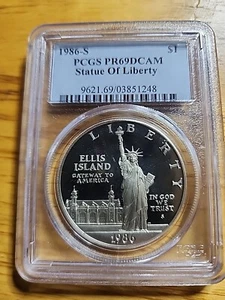 1986-S $1
PCGS PR69DCAM
Statue Of Liberty
9621.69/03851248
LIBERTY
ELLIS
ISLAND
GATEWAY TO
AMERICA
IN GOD
WE
TRUST
S
1986